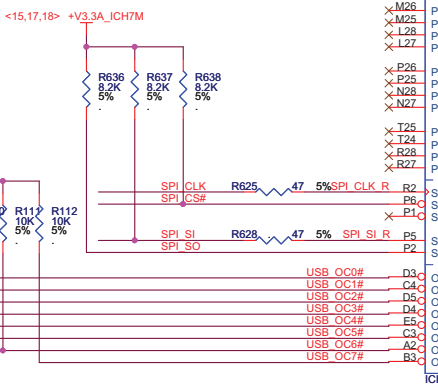 <15,17,18> +V3.3A_ICH7M
M26 P
M25 P
L28 P
L27 P
P26 P
P25 P
N28 P
N27 P
T25 P
T24 P
R28 P
R27 P
R636 R637 R638
8.2K 8.2K 8.2K
5% 5% 5%
. . .
SPI_CLK R625 47 5% SPI_CLK_R R2 S
SPI_CS# P6 S
P1 S
SPI_SI R628 47 5% SPI_SI_R P5 S
SPI_SO P2 S
R111 R112
10K 10K
5% 5%
. .
USB_OC0# D3 O
USB_OC1# C4 O
USB_OC2# D5 O
USB_OC3# D4 O
USB_OC4# E5 O
USB_OC5# C3 O
USB_OC6# A2 O
USB_OC7# B3 O
ICH